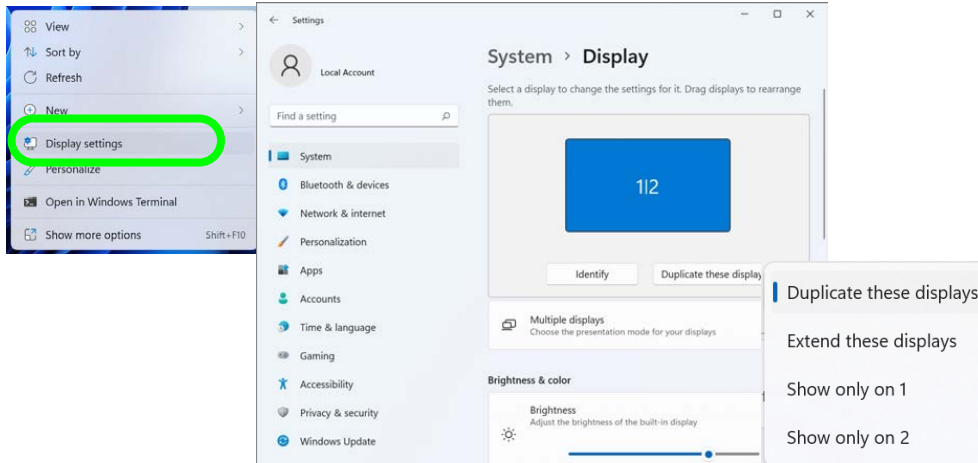 View
Sort by
Refresh
New
Display settings
Personalize
Open in Windows Terminal
Show more options Shift+F10
Settings
Local Account
Find a setting
System
Bluetooth & devices
Network & internet
Personalization
Apps
Accounts
Time & language
Gaming
Accessibility
Privacy & security
Windows Update
System > Display
Select a display to change the settings for it. Drag displays to rearrange
them.
1|2
Identify
Duplicate these display
Multiple displays
Choose the presentation mode for your displays
Brightness & color
Brightness
Adjust the brightness of the built-in display
Duplicate these displays
Extend these displays
Show only on 1
Show only on 2